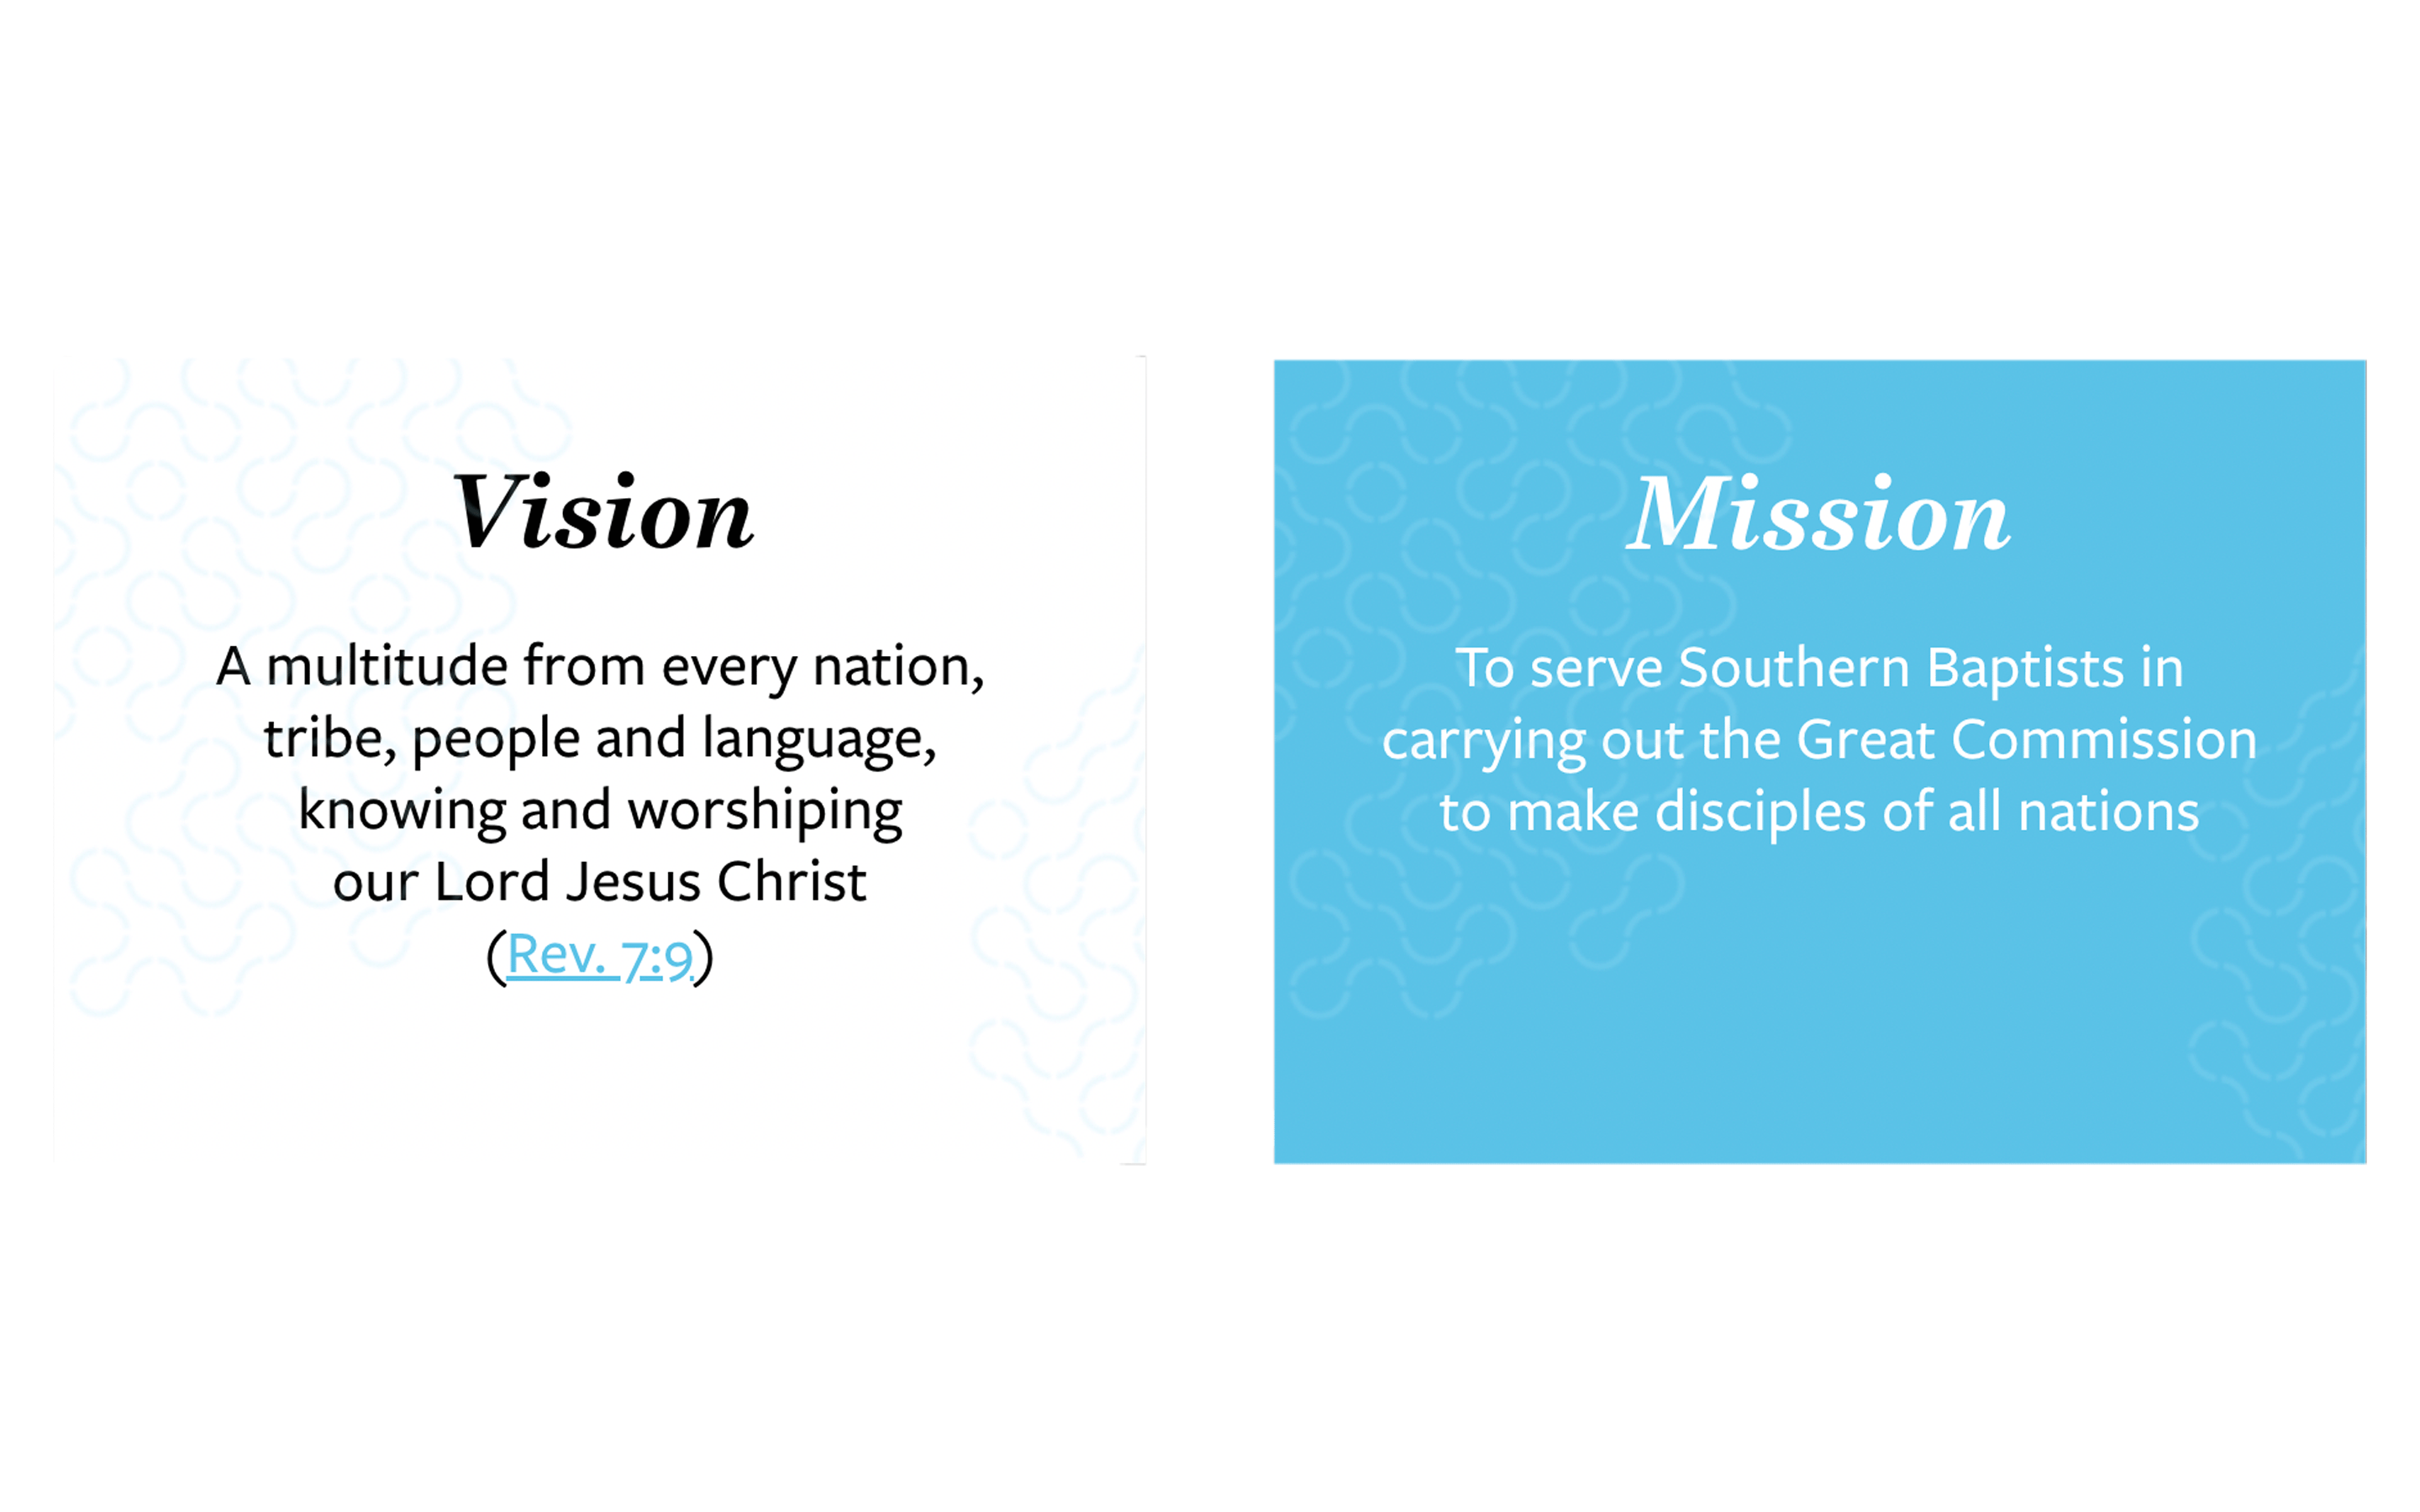 Vision
A multitude from every nation,
tribe, people and language,
knowing and worshiping
our Lord Jesus Christ
(Rev. 7:9)
Mission
To serve Southern Baptists in
carrying out the Great Commission
to make disciples of all nations